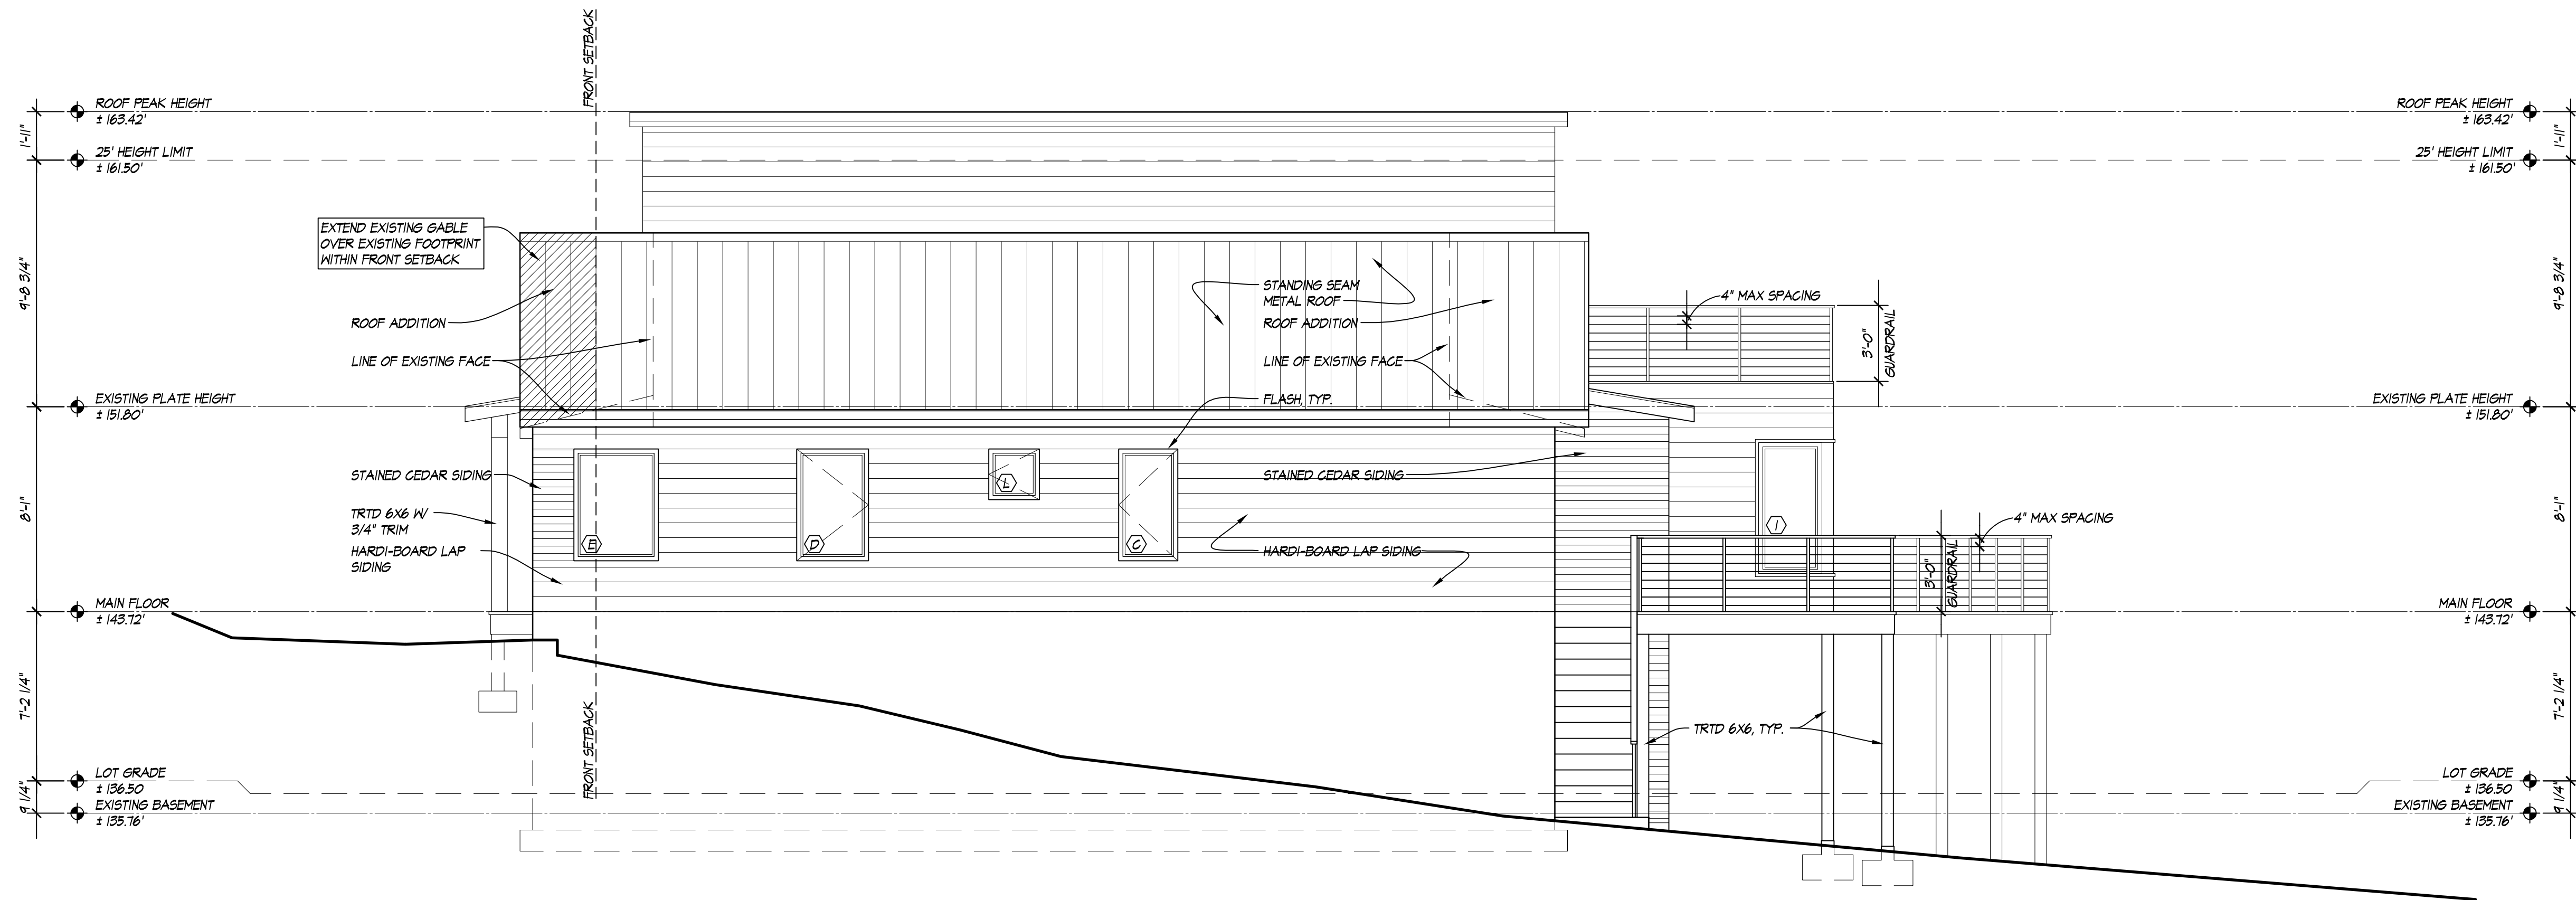 FRONT SETBACK
ROOF PEAK HEIGHT
± 163.42'
1'-11"
25' HEIGHT LIMIT
± 161.50'
ROOF PEAK HEIGHT
± 163.42'
1'-11"
25' HEIGHT LIMIT
± 161.50'
EXTEND EXISTING GABLE
OVER EXISTING FOOTPRINT
WITHIN FRONT SETBACK
9'-8 3/4"
ROOF ADDITION
LINE OF EXISTING FACE
STANDING SEAM
METAL ROOF
ROOF ADDITION
LINE OF EXISTING FACE
FLASH, TYP.
4" MAX SPACING
3'-0"
GUARDRAIL
9'-8 3/4"
EXISTING PLATE HEIGHT
± 151.80'
EXISTING PLATE HEIGHT
± 151.80'
8'-1"
STAINED CEDAR SIDING
TRTD 6X6 W/
3/4" TRIM
HARDI-BOARD LAP
SIDING
E
D
L
C
STAINED CEDAR SIDING
HARDI-BOARD LAP SIDING
1
4" MAX SPACING
3'-0"
GUARDRAIL
8'-1"
MAIN FLOOR
± 143.72'
MAIN FLOOR
± 143.72'
7'-2 1/4"
FRONT SETBACK
TRTD 6X6, TYP.
7'-2 1/4"
LOT GRADE
± 136.50
EXISTING BASEMENT
± 135.76'
9 1/4"
LOT GRADE
± 136.50
EXISTING BASEMENT
± 135.76'
9 1/4"